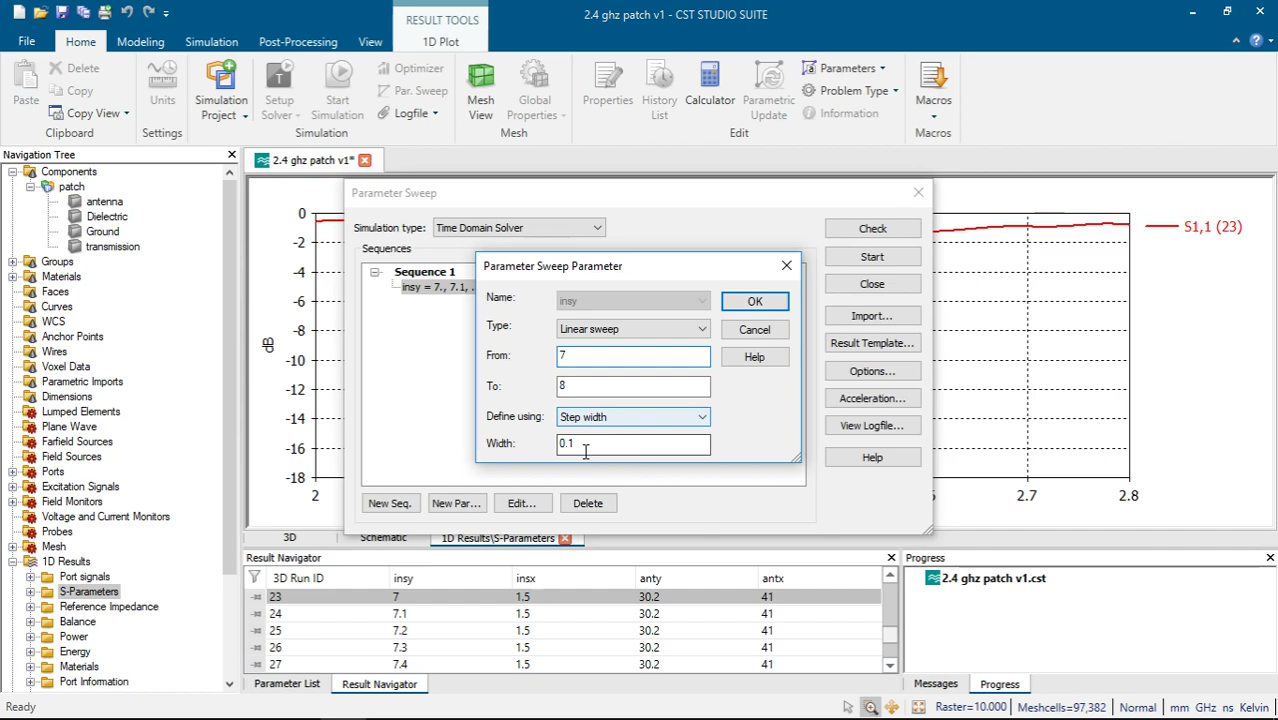 2.4 ghz patch v1 - CST STUDIO SUITE
RESULT TOOLS
File Home Modeling Simulation Post-Processing View 1D Plot
Paste
Delete
Copy
Copy View
Clipboard
Units
Settings
Simulation Project
Setup Solver
Start Simulation
Optimizer
Par. Sweep
Logfile
Simulation
Mesh View
Global Properties
Mesh
Properties
History List
Calculator
Parametric Update
Parameters
Problem Type
Information
Edit
Macros
Macros
Navigation Tree
Components
patch
antenna
Dielectric
Ground
transmission
Groups
Materials
Faces
Curves
WCS
Anchor Points
Wires
Voxel Data
Parametric Imports
Dimensions
Lumped Elements
Plane Wave
Farfield Sources
Field Sources
Ports
Excitation Signals
Field Monitors
Voltage and Current Monitors
Probes
Mesh
1D Results
Port signals
S-Parameters
Reference Impedance
Balance
Power
Energy
Materials
Port Information
2.4 ghz patch v1*
0
-2
-4
-6
-8
-10
-12
-14
-16
-18
dB
2
2.7
2.8
S1,1 (23)
Parameter Sweep
Simulation type: Time Domain Solver
Sequences
Sequence 1
insy = 7., 7.1, .
Check
Start
Close
Import...
Result Template...
Options...
Acceleration...
View Logfile...
Help
New Seq. New Par... Edit... Delete
Parameter Sweep Parameter
Name: insy
Type: Linear sweep
From: 7
To: 8
Define using: Step width
Width: 0.1
OK
Cancel
Help
3D Schematic 1D Results\S-Parameters
Result Navigator
3D Run ID insy insx anty antx
23 7 1.5 30.2 41
24 7.1 1.5 30.2 41
25 7.2 1.5 30.2 41
26 7.3 1.5 30.2 41
27 7.4 1.5 30.2 41
Parameter List Result Navigator
Progress
2.4 ghz patch v1.cst
Messages Progress
Ready
Raster=10.000 Meshcells=97,382 Normal mm GHz ns Kelvin